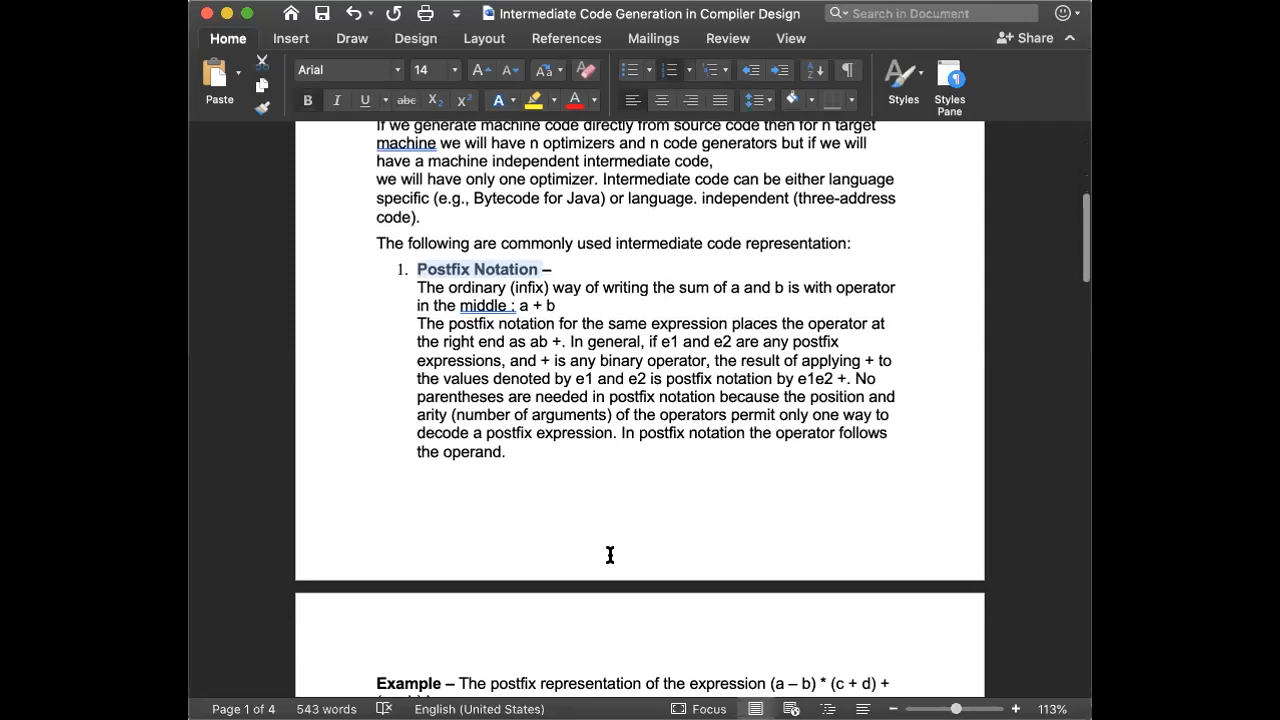 Intermediate Code Generation in Compiler Design
Search in Document
Home Insert Draw Design Layout References Mailings Review View Share
Paste
Arial 14
Styles Styles Pane
If we generate machine code directly from source code then for n target
machine we will have n optimizers and n code generators but if we will
have a machine independent intermediate code,
we will have only one optimizer. Intermediate code can be either language
specific (e.g., Bytecode for Java) or language. independent (three-address
code).
The following are commonly used intermediate code representation:
1. Postfix Notation –
The ordinary (infix) way of writing the sum of a and b is with operator
in the middle : a + b
The postfix notation for the same expression places the operator at
the right end as ab +. In general, if e1 and e2 are any postfix
expressions, and + is any binary operator, the result of applying + to
the values denoted by e1 and e2 is postfix notation by e1e2 +. No
parentheses are needed in postfix notation because the position and
arity (number of arguments) of the operators permit only one way to
decode a postfix expression. In postfix notation the operator follows
the operand.
Example – The postfix representation of the expression (a – b) * (c + d) +
Page 1 of 4 543 words English (United States) Focus 113%